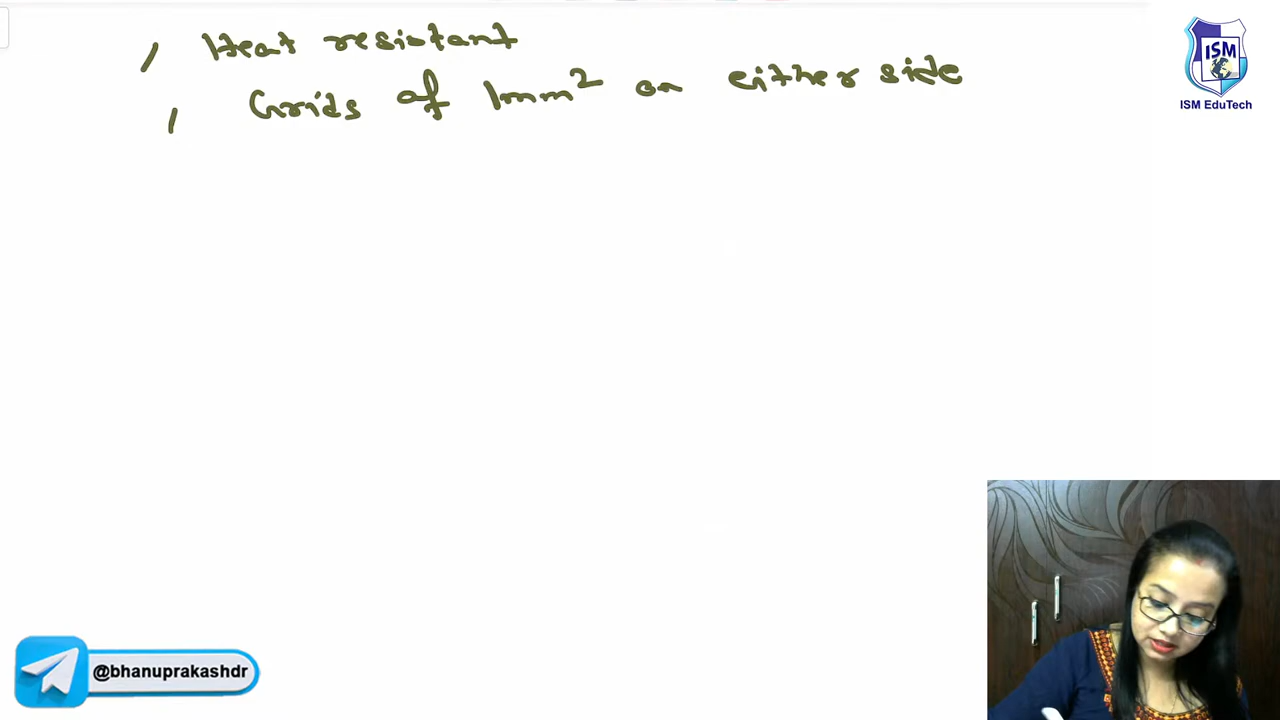 , Heat resistant
, Grids of 1mm² on either side
ISM
ISM EduTech
@bhanuprakashdr